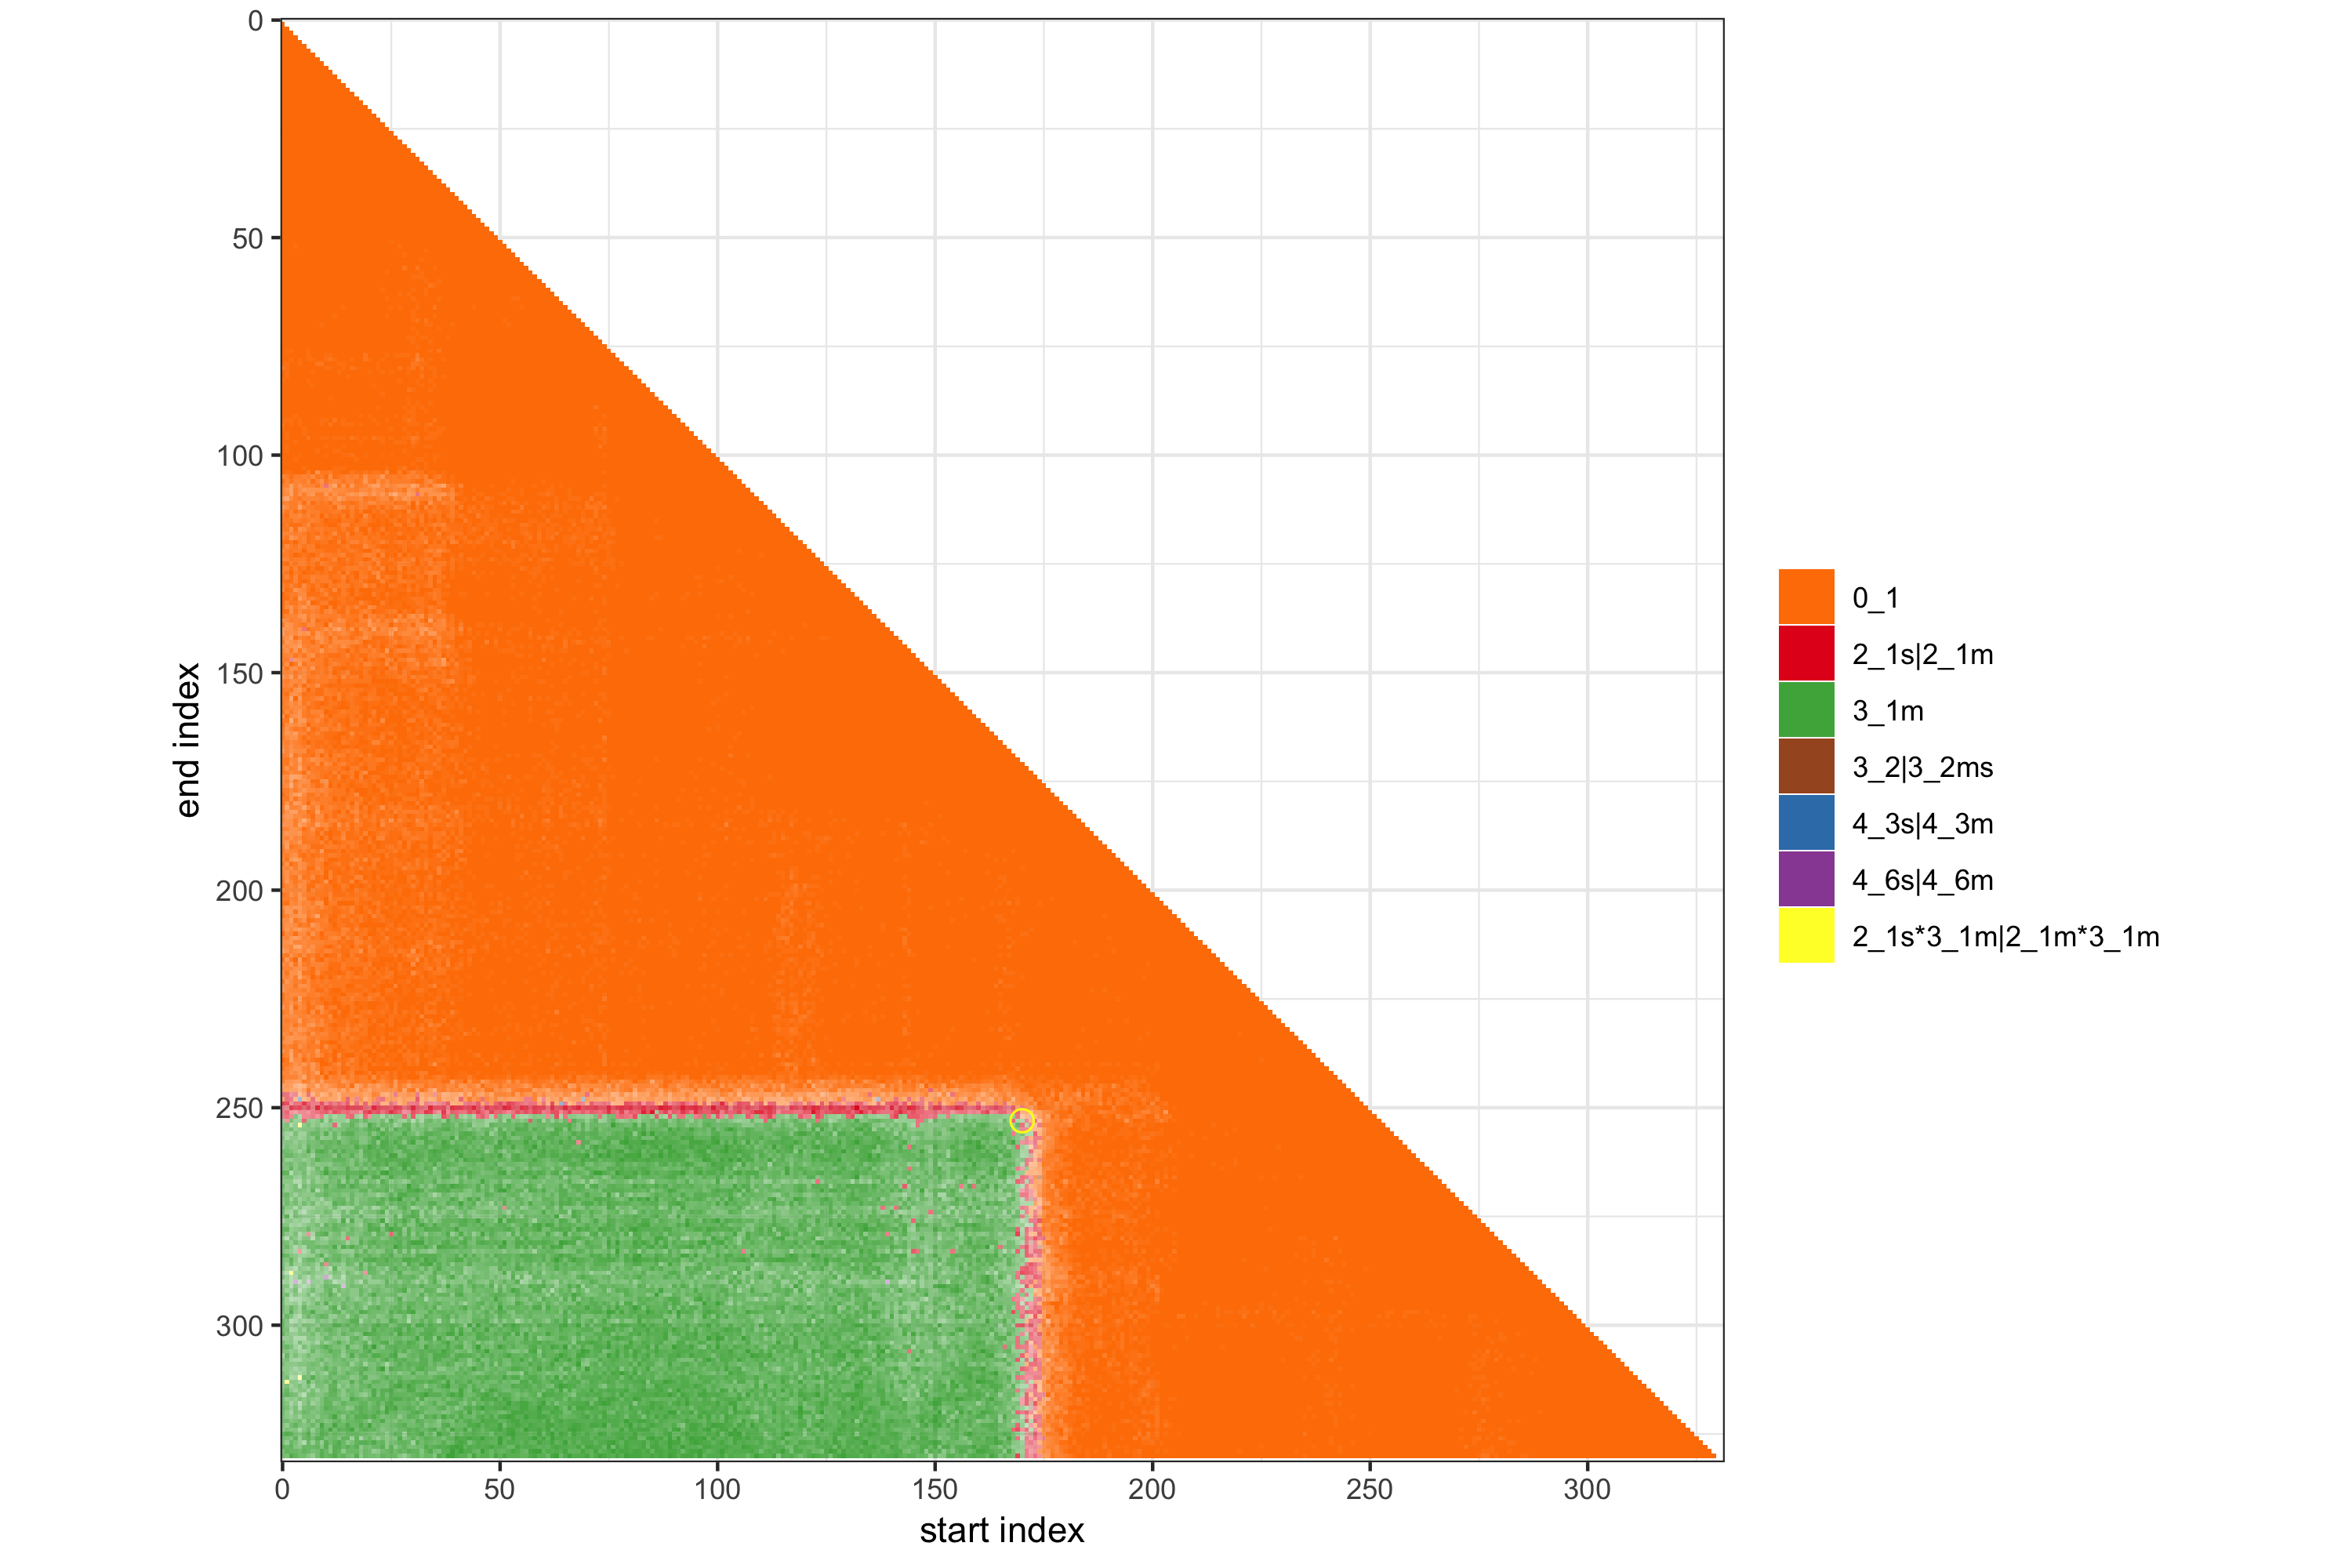 0
50
100
150
200
250
300
end index
0 50 100 150 200 250 300
start index
0_1
2_1s|2_1m
3_1m
3_2|3_2ms
4_3s|4_3m
4_6s|4_6m
2_1s*3_1m|2_1m*3_1m